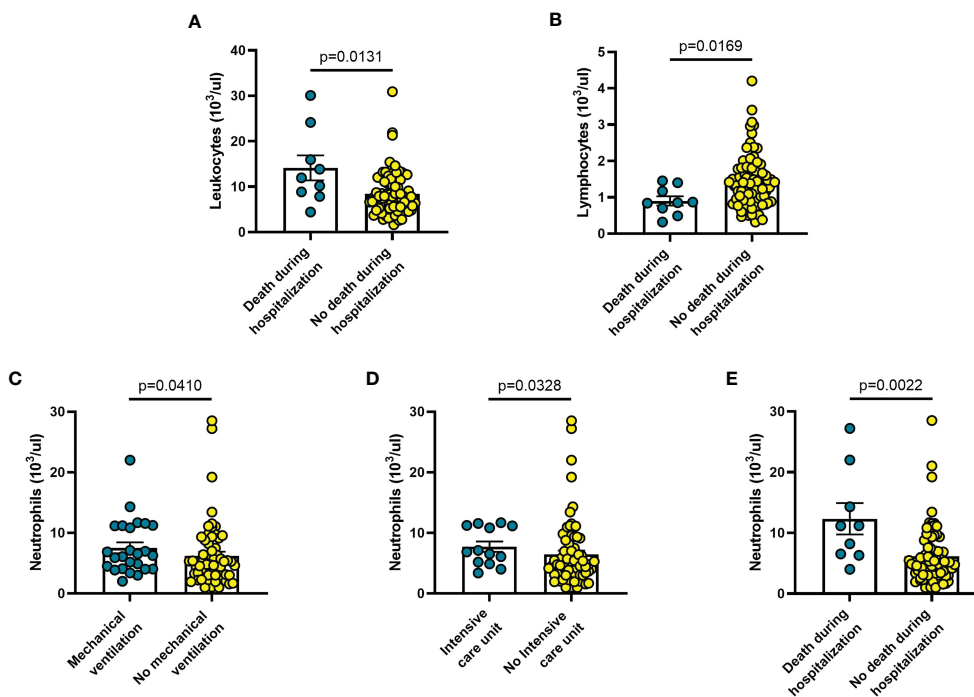 A
p=0.0131
Leukocytes (10³/ul)
40
30
20
10
0
Death during
hospitalization
No death during
hospitalization
B
p=0.0169
Lymphocytes (10³/ul)
5
4
3
2
1
0
Death during
hospitalization
No death during
hospitalization
C
p=0.0410
Neutrophils (10³/ul)
30
20
10
0
Mechanical
ventilation
No mechanical
ventilation
D
p=0.0328
Neutrophils (10³/ul)
30
20
10
0
Intensive
care unit
No Intensive
care unit
E
p=0.0022
Neutrophils (10³/ul)
30
20
10
0
Death during
hospitalization
No death during
hospitalization